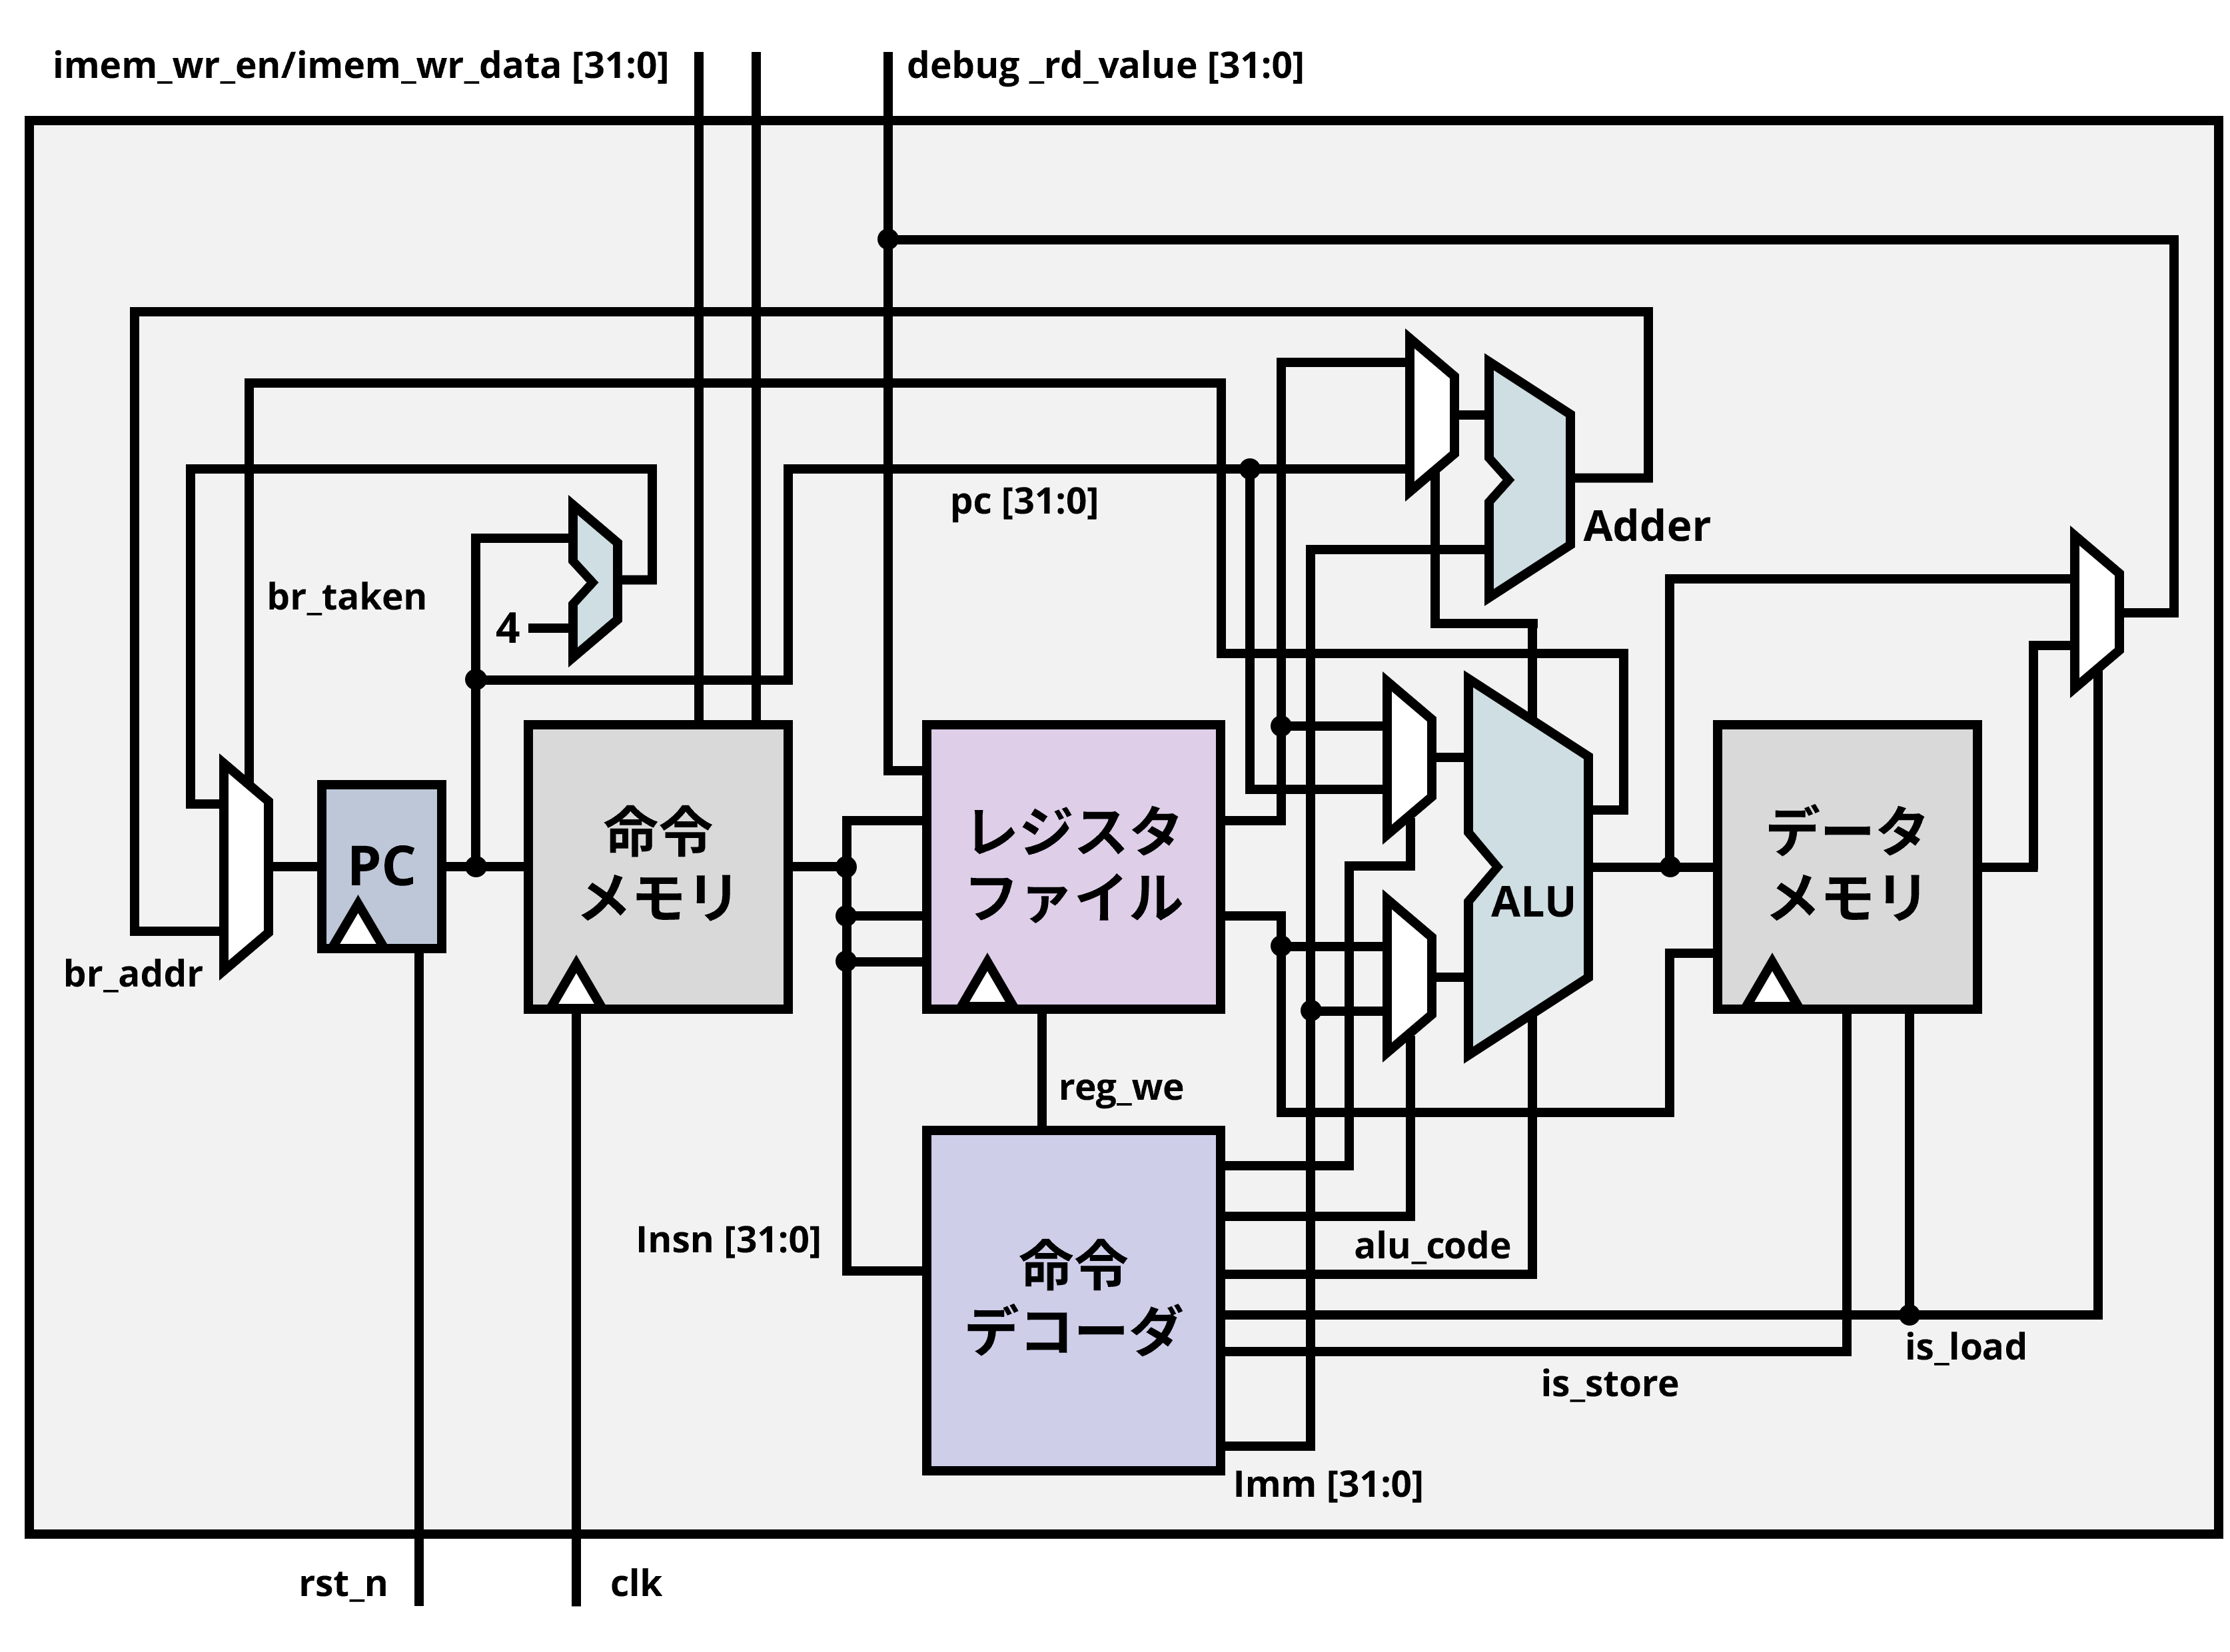 imem_wr_en/imem_wr_data [31:0]
debug _rd_value [31:0]
pc [31:0]
Adder
br_taken
4
PC
命令
メモリ
レジスタ
ファイル
ALU
データ
メモリ
br_addr
reg_we
Insn [31:0]
alu_code
命令
デコーダ
is_load
is_store
Imm [31:0]
rst_n
clk